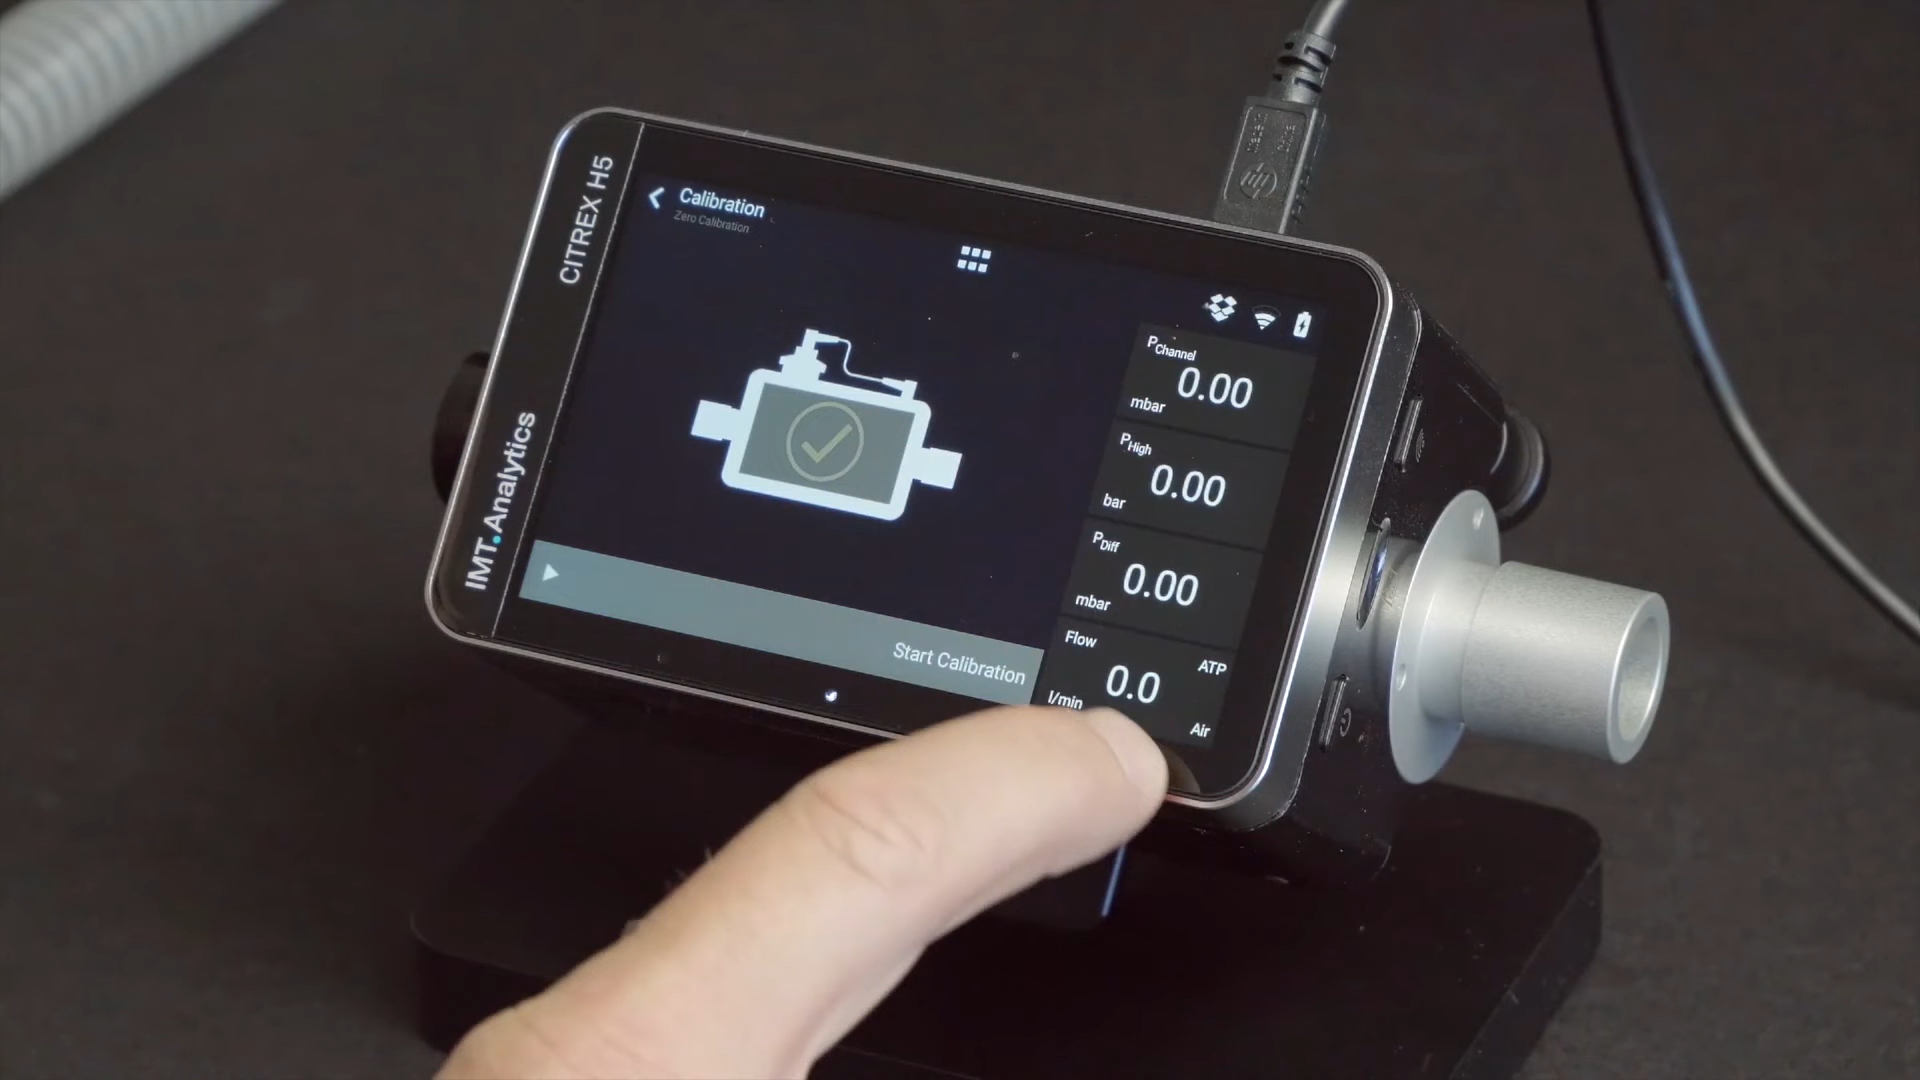 CITREX H5
IMT.Analytics
Calibration
Zero Calibration
PChannel
0.00
mbar
PHigh
0.00
bar
PDiff
0.00
mbar
Flow
ATP
0.0
l/min
Air
Start Calibration
hp